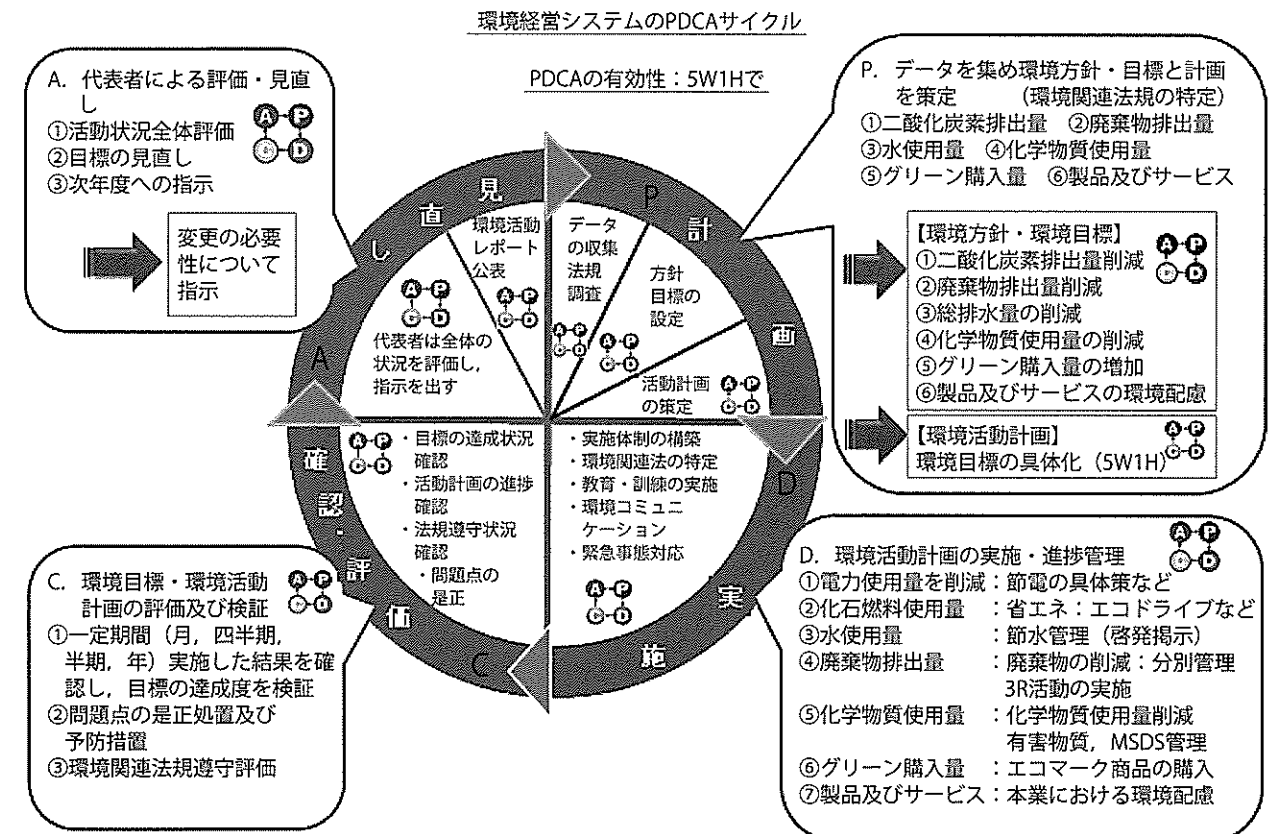 環境経営システムのPDCAサイクル
PDCAの有効性：5W1Hで
A. 代表者による評価・見直
し
①活動状況全体評価
②目標の見直し
③次年度への指示
変更の必要
性について
指示
P. データを集め環境方針・目標と計画
を策定　（環境関連法規の特定）
①二酸化炭素排出量　②廃棄物排出量
③水使用量　④化学物質使用量
⑤グリーン購入量　⑥製品及びサービス
【環境方針・環境目標】
①二酸化炭素排出量削減
②廃棄物排出量削減
③総排水量の削減
④化学物質使用量の削減
⑤グリーン購入量の増加
⑥製品及びサービスの環境配慮
【環境活動計画】
環境目標の具体化（5W1H）
P 計画
データ
の収集
法規
調査
方針
目標の
設定
活動計画
の策定
D 実施
・実施体制の構築
・環境関連法の特定
・教育・訓練の実施
・環境コミュニ
ケーション
・緊急事態対応
C 確認・評価
・目標の達成状況
確認
・活動計画の進捗
確認
・法規遵守状況
確認
・問題点の
是正
A 見直し
代表者は全体の
状況を評価し，
指示を出す
環境活動
レポート
公表
A P
C D
A P
C D
A P
C D
A P
C D
A P
C D
A P
C D
A P
C D
A P
C D
A P
C D
A P
C D
A P
C D
A P
C D
C. 環境目標・環境活動
計画の評価及び検証
①一定期間（月，四半期，
半期，年）実施した結果を確
認し，目標の達成度を検証
②問題点の是正処置及び
予防措置
③環境関連法規遵守評価
D. 環境活動計画の実施・進捗管理
①電力使用量を削減：節電の具体策など
②化石燃料使用量　：省エネ：エコドライブなど
③水使用量　：節水管理（啓発掲示）
④廃棄物排出量　：廃棄物の削減：分別管理
3R活動の実施
⑤化学物質使用量　：化学物質使用量削減
有害物質，MSDS管理
⑥グリーン購入量　：エコマーク商品の購入
⑦製品及びサービス：本業における環境配慮